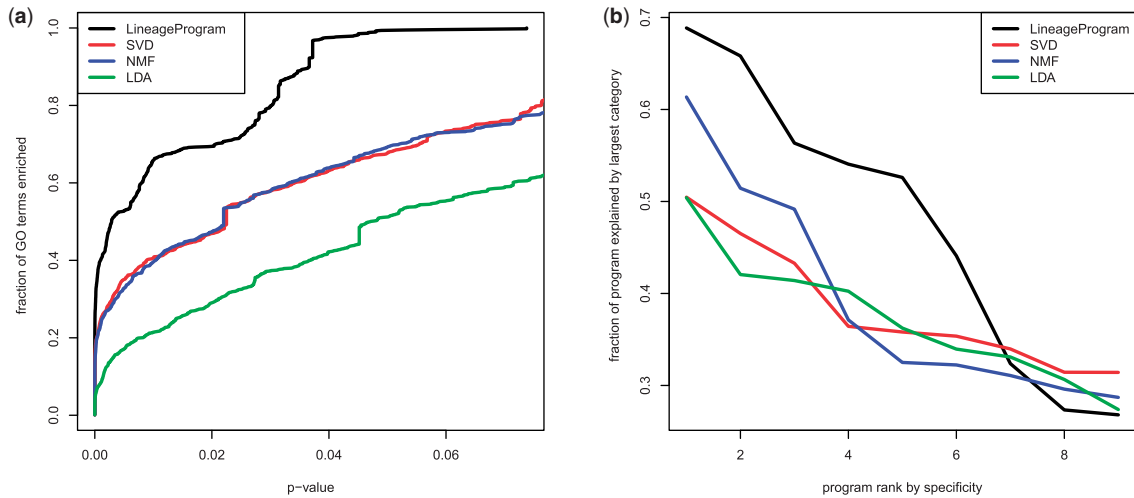 (a)
LineageProgram
SVD
NMF
LDA
fraction of GO terms enriched
0.0
0.2
0.4
0.6
0.8
1.0
0.00
0.02
0.04
0.06
p−value
(b)
LineageProgram
SVD
NMF
LDA
fraction of program explained by largest category
0.3
0.4
0.5
0.6
0.7
2
4
6
8
program rank by specificity